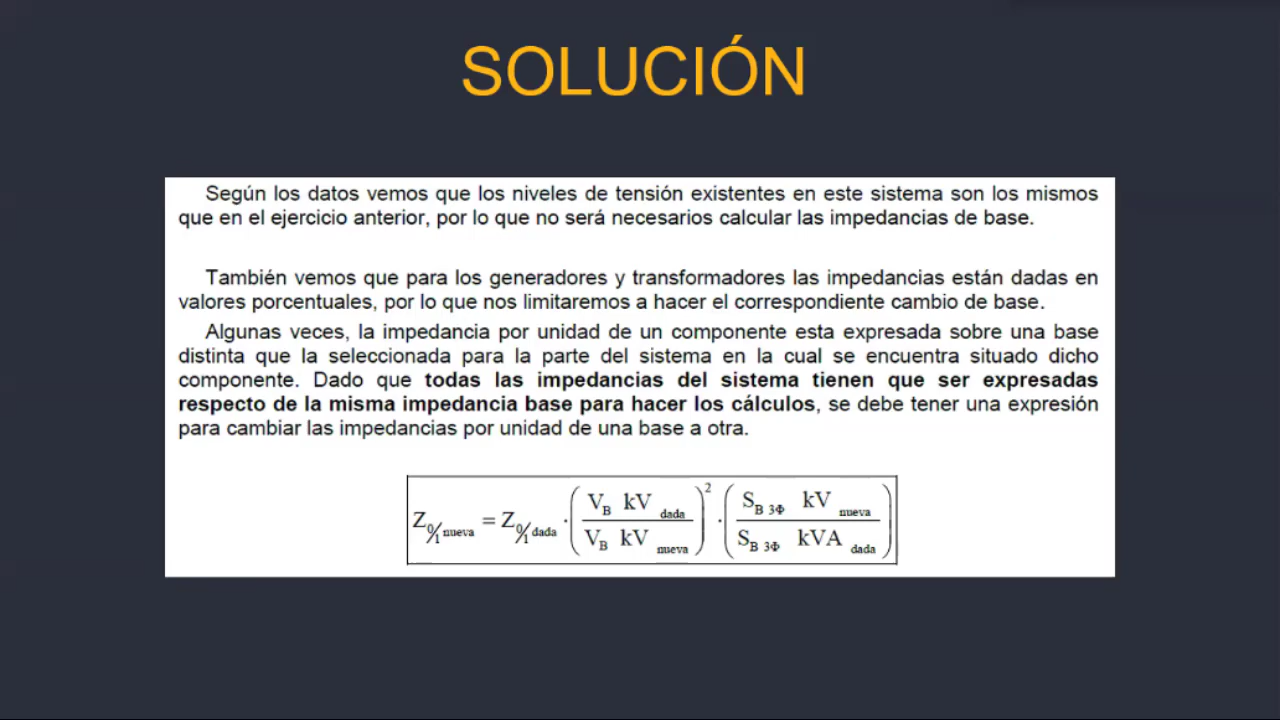 SOLUCIÓN
Según los datos vemos que los niveles de tensión existentes en este sistema son los mismos
que en el ejercicio anterior, por lo que no será necesarios calcular las impedancias de base.
También vemos que para los generadores y transformadores las impedancias están dadas en
valores porcentuales, por lo que nos limitaremos a hacer el correspondiente cambio de base.
Algunas veces, la impedancia por unidad de un componente esta expresada sobre una base
distinta que la seleccionada para la parte del sistema en la cual se encuentra situado dicho
componente. Dado que todas las impedancias del sistema tienen que ser expresadas
respecto de la misma impedancia base para hacer los cálculos, se debe tener una expresión
para cambiar las impedancias por unidad de una base a otra.
Z 0/1 nueva = Z 0/1 dada · ( V_B kV dada / V_B kV nueva )² · ( S_B 3Φ kV nueva / S_B 3Φ kVA dada )